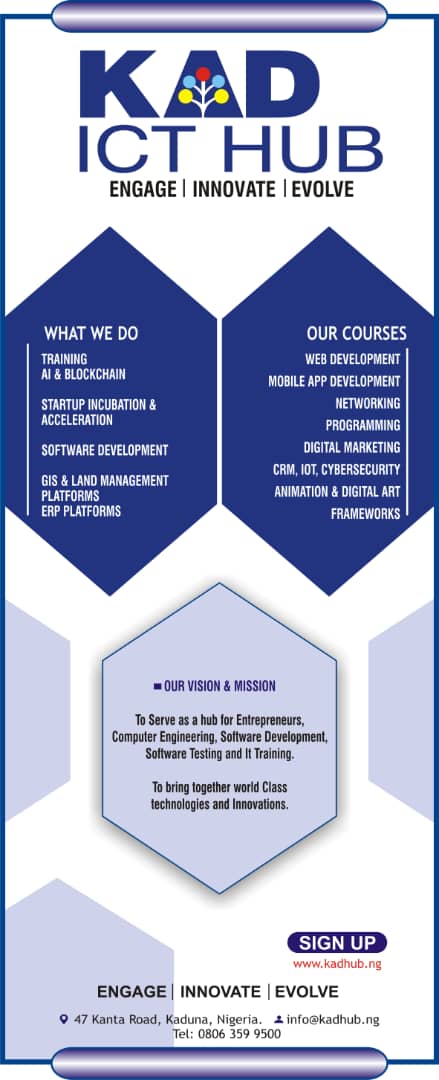 KAD
ICT HUB
ENGAGE | INNOVATE | EVOLVE
WHAT WE DO
TRAINING
AI & BLOCKCHAIN
STARTUP INCUBATION &
ACCELERATION
SOFTWARE DEVELOPMENT
GIS & LAND MANAGEMENT
PLATFORMS
ERP PLATFORMS
OUR COURSES
WEB DEVELOPMENT
MOBILE APP DEVELOPMENT
NETWORKING
PROGRAMMING
DIGITAL MARKETING
CRM, IOT, CYBERSECURITY
ANIMATION & DIGITAL ART
FRAMEWORKS
OUR VISION & MISSION
To Serve as a hub for Entrepreneurs,
Computer Engineering, Software Development,
Software Testing and It Training.
To bring together world Class
technologies and Innovations.
SIGN UP
www.kadhub.ng
ENGAGE | INNOVATE | EVOLVE
47 Kanta Road, Kaduna, Nigeria. info@kadhub.ng
Tel: 0806 359 9500